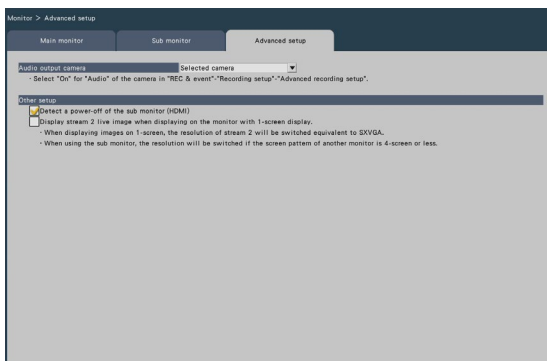 Monitor > Advanced setup
Main monitor
Sub monitor
Advanced setup
Audio output camera
Selected camera
- Select "On" for "Audio" of the camera in "REC & event"-"Recording setup"-"Advanced recording setup".
Other setup
Detect a power-off of the sub monitor (HDMI)
Display stream 2 live image when displaying on the monitor with 1-screen display.
- When displaying images on 1-screen, the resolution of stream 2 will be switched equivalent to SXVGA.
- When using the sub monitor, the resolution will be switched if the screen pattern of another monitor is 4-screen or less.